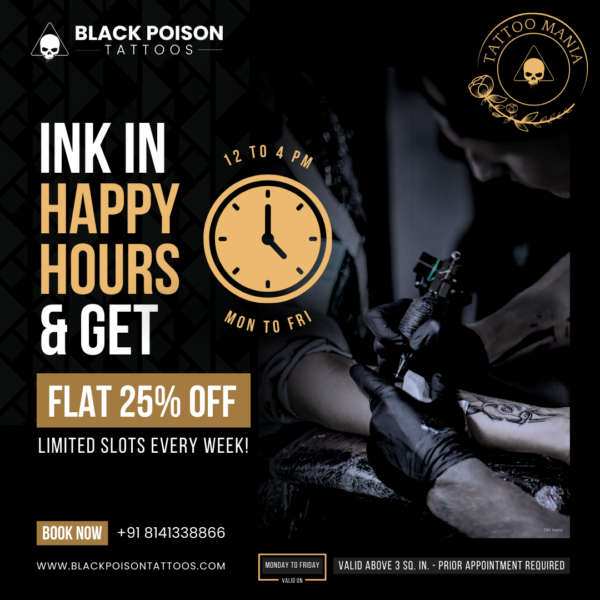 BLACK POISON
TATTOOS
TATTOO MANIA
INK IN
HAPPY
HOURS
& GET
12 TO 4 PM
MON TO FRI
FLAT 25% OFF
LIMITED SLOTS EVERY WEEK!
T&C Apply
BOOK NOW +91 8141338866
WWW.BLACKPOISONTATTOOS.COM
MONDAY TO FRIDAY
VALID ON
VALID ABOVE 3 SQ. IN. - PRIOR APPOINTMENT REQUIRED